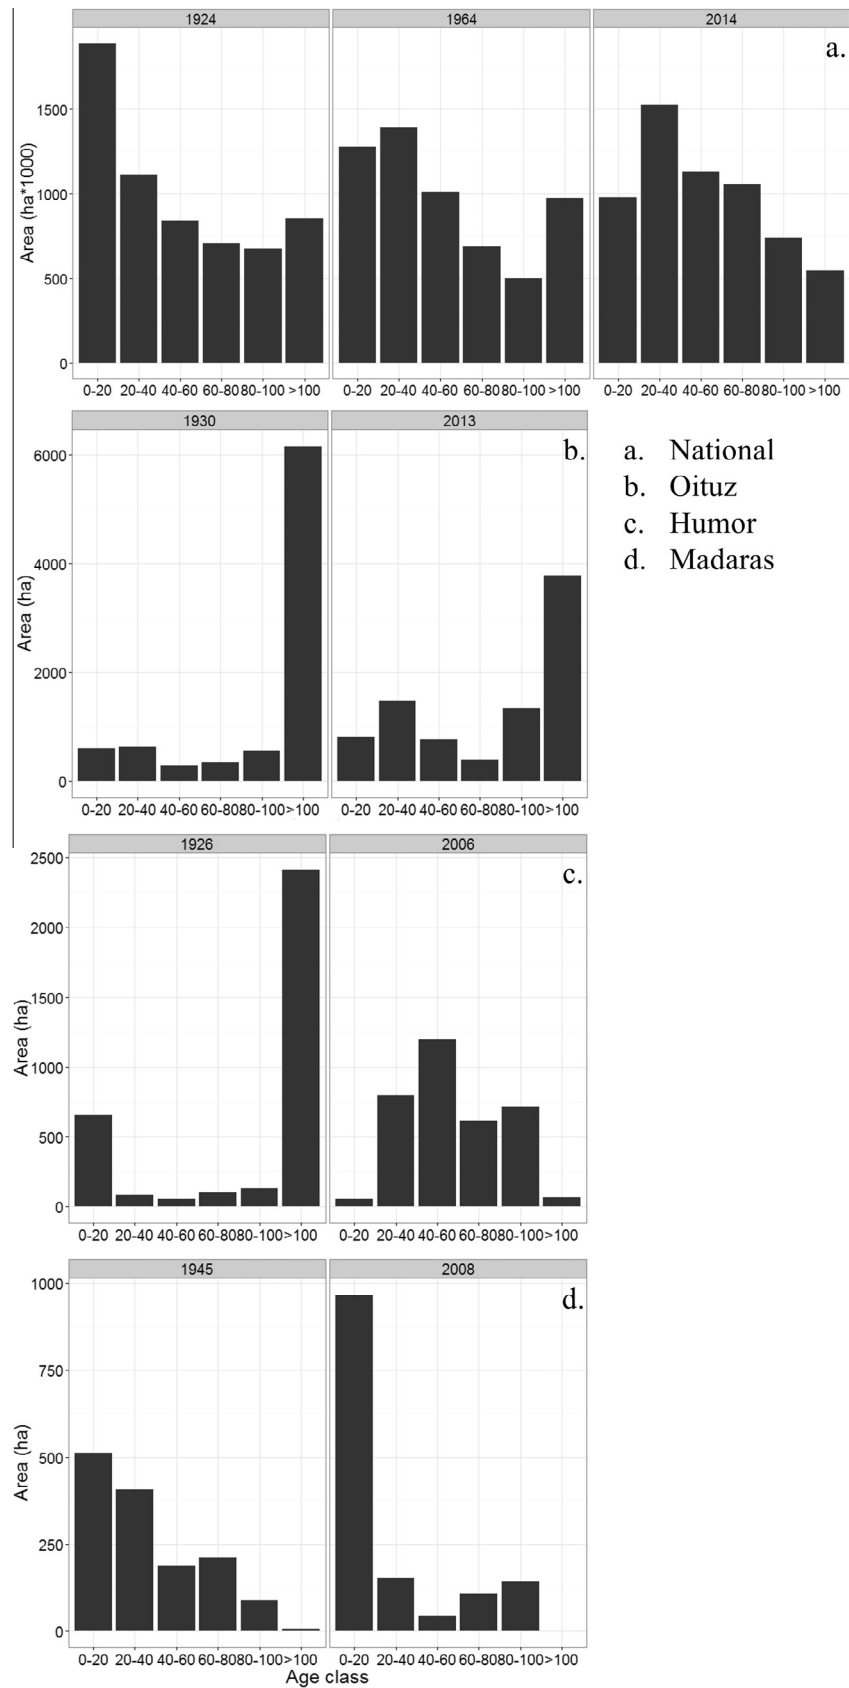 1924 1964 2014
a.
Area (ha*1000)
1500
1000
500
0
0-20 20-40 40-60 60-80 80-100 >100 0-20 20-40 40-60 60-80 80-100 >100 0-20 20-40 40-60 60-80 80-100 >100
1930 2013
b.
Area (ha)
6000
4000
2000
0
0-20 20-40 40-60 60-80 80-100 >100 0-20 20-40 40-60 60-80 80-100 >100
a. National
b. Oituz
c. Humor
d. Madaras
1926 2006
c.
Area (ha)
2500
2000
1500
1000
500
0
0-20 20-40 40-60 60-80 80-100 >100 0-20 20-40 40-60 60-80 80-100 >100
1945 2008
d.
Area (ha)
1000
750
500
250
0
0-20 20-40 40-60 60-80 80-100 >100 0-20 20-40 40-60 60-80 80-100 >100
Age class